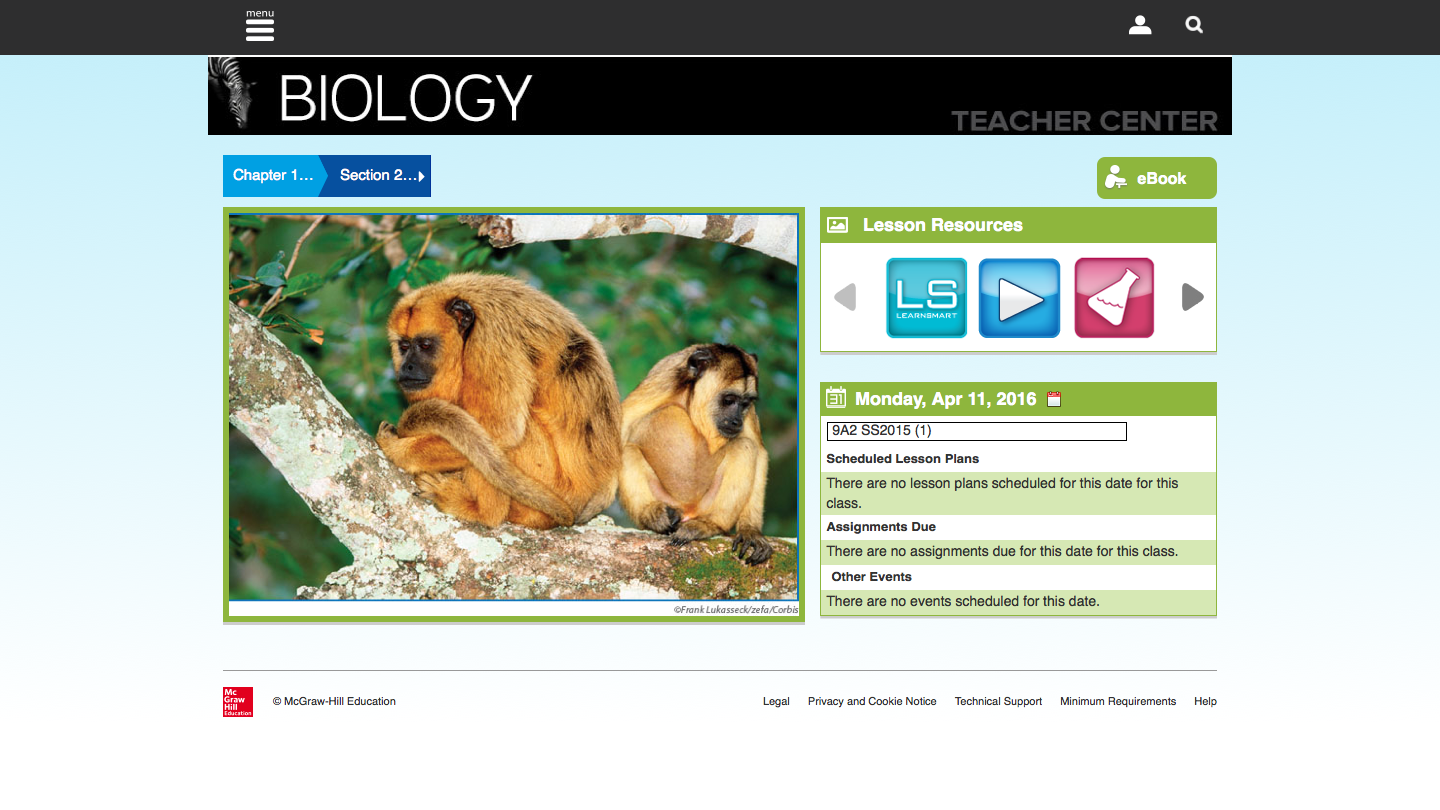 menu
BIOLOGY
TEACHER CENTER
Chapter 1...
Section 2...
eBook
Lesson Resources
LS
LEARNSMART
31
Monday, Apr 11, 2016
9A2 SS2015 (1)
Scheduled Lesson Plans
There are no lesson plans scheduled for this date for this
class.
Assignments Due
There are no assignments due for this date for this class.
Other Events
There are no events scheduled for this date.
©Frank Lukasseck/zefa/Corbis
Mc
Graw
Hill
Education
© McGraw-Hill Education
Legal
Privacy and Cookie Notice
Technical Support
Minimum Requirements
Help